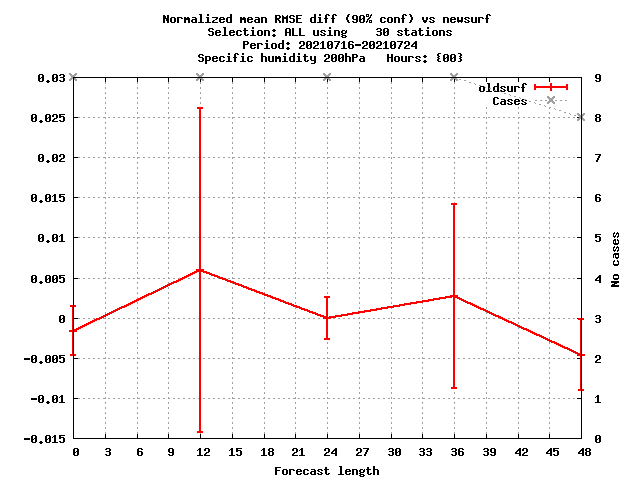 Normalized mean RMSE diff (90% conf) vs newsurf
Selection: ALL using    30 stations
Period: 20210716-20210724
Specific humidity 200hPa   Hours: {00}
oldsurf
Cases
0.03
0.025
0.02
0.015
0.01
0.005
0
-0.005
-0.01
-0.015
9
8
7
6
5
4
3
2
1
0
No cases
0 3 6 9 12 15 18 21 24 27 30 33 36 39 42 45 48
Forecast length